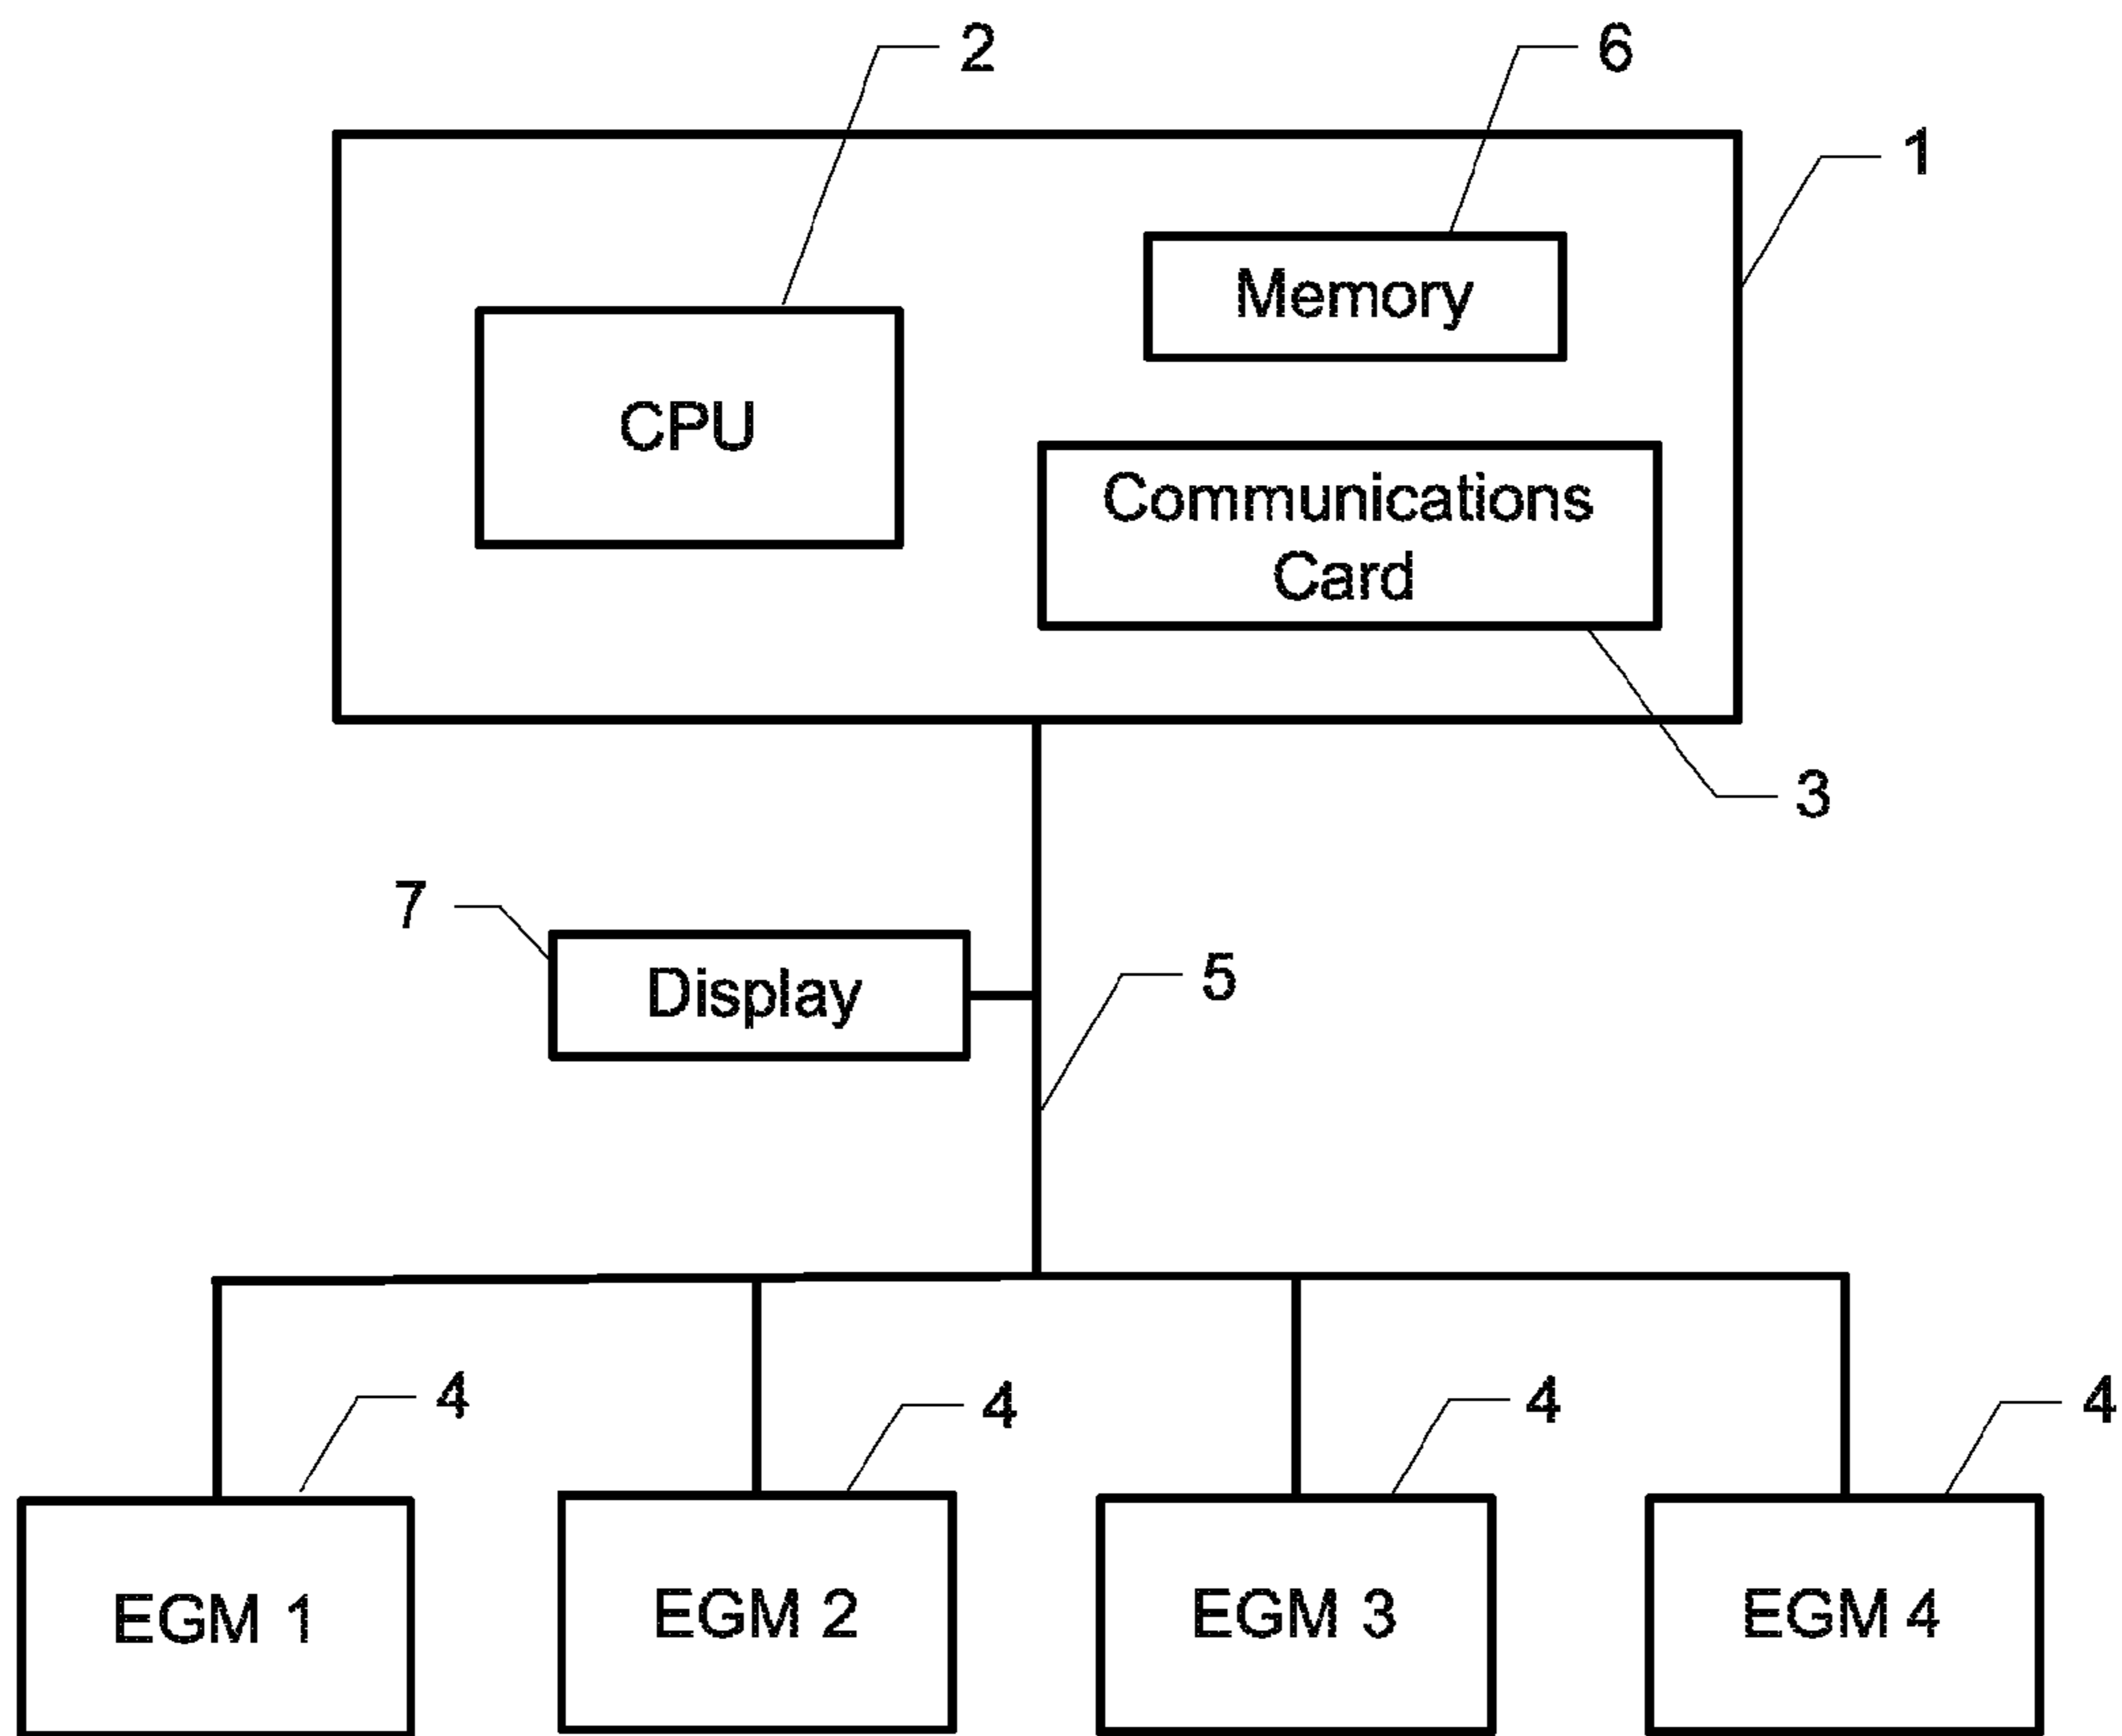 2
6
1
Memory
CPU
Communications
Card
3
7
Display
5
4
4
4
4
EGM 1
EGM 2
EGM 3
EGM 4